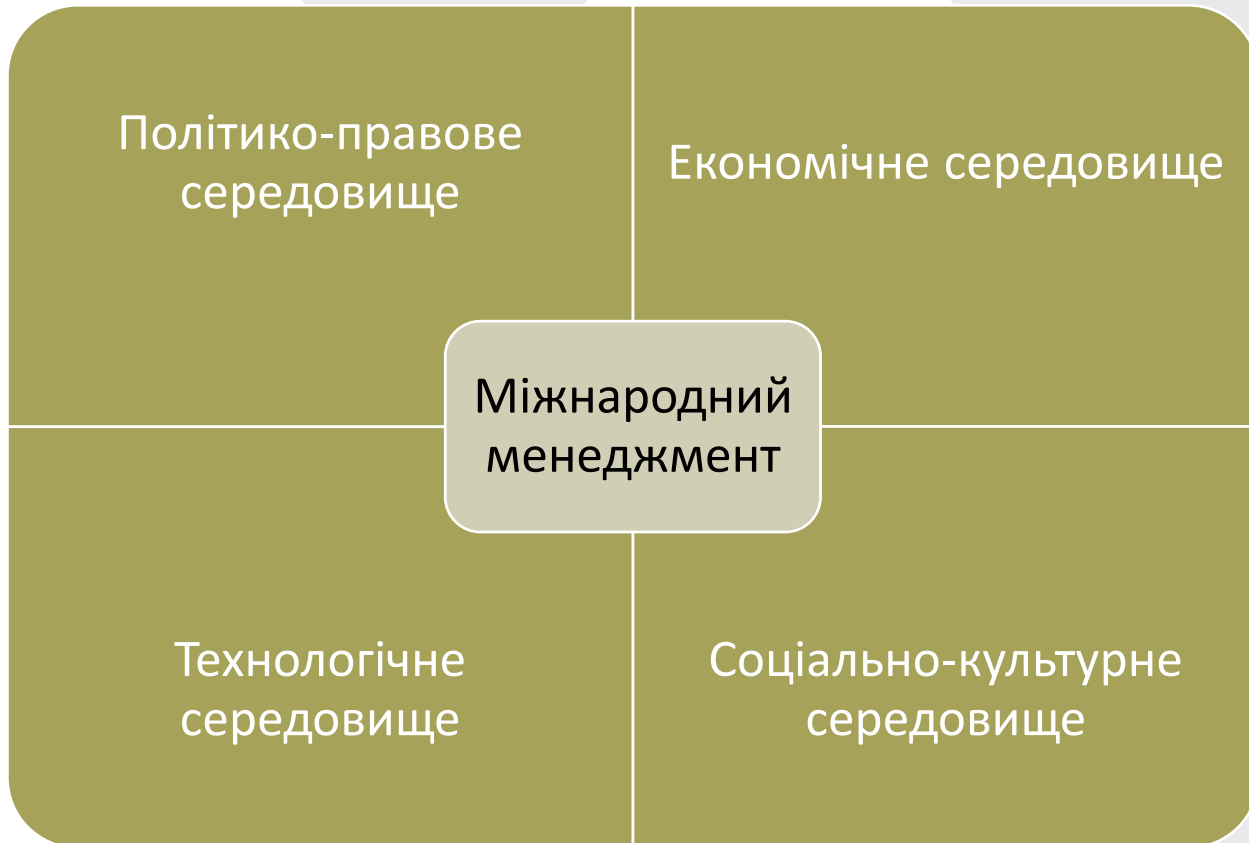 Політико-правове
середовище
Економічне середовище
Міжнародний
менеджмент
Технологічне
середовище
Соціально-культурне
середовище